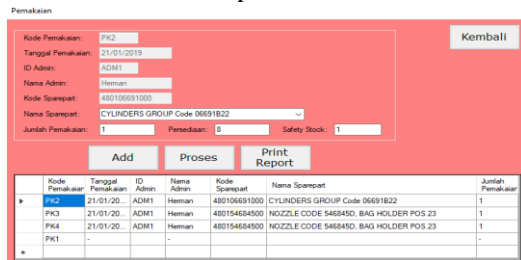 Pemakaian
Kembali
Kode Pemakaian: PK2
Tanggal Pemakaian: 21/01/2019
ID Admin: ADM1
Nama Admin: Herman
Kode Sparepart: 480106691000
Nama Sparepart: CYLINDERS GROUP Code 06691B22
Jumlah Pemakaian: 1 Persediaan: 8 Safety Stock: 1
Add Proses Print Report
Kode Pemakaian Tanggal Pemakaian ID Admin Nama Admin Kode Sparepart Nama Sparepart Jumlah Pemakaian
PK2 21/01/20... ADM1 Herman 480106691000 CYLINDERS GROUP Code 06691B22 1
PK3 21/01/20... ADM1 Herman 480154684500 NOZZLE CODE 546845D, BAG HOLDER POS.23 1
PK4 21/01/20... ADM1 Herman 480154684500 NOZZLE CODE 546845D, BAG HOLDER POS.23 1
PK1 - - - -